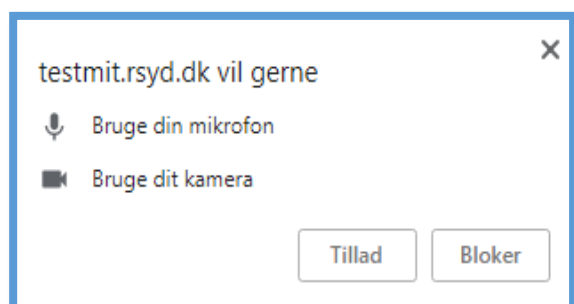 testmit.rsyd.dk vil gerne
Bruge din mikrofon
Bruge dit kamera
Tillad Bloker